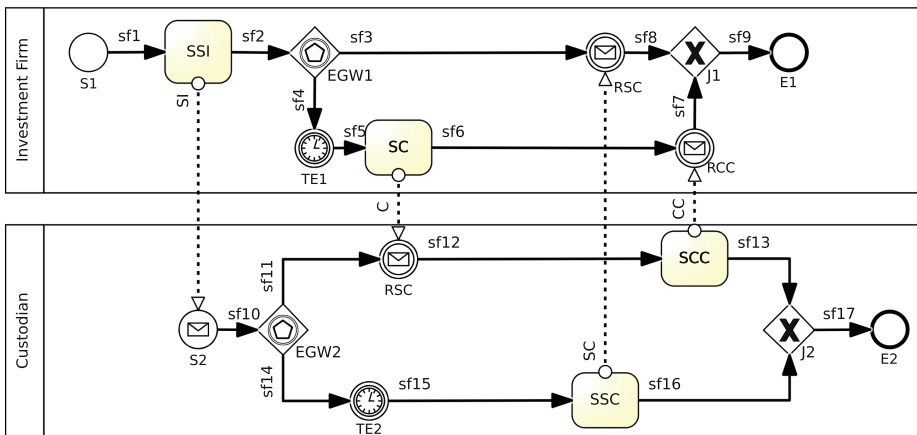 Investment Firm
sf1
SSI
sf2
sf3
sf8
sf9
S1
EGW1
RSC
J1
E1
SI
sf4
sf7
sf5
SC
sf6
TE1
RCC
C
CC
Custodian
sf12
SCC
sf13
sf11
RSC
sf10
S2
EGW2
sf17
J2
E2
SC
sf14
sf15
SSC
sf16
TE2